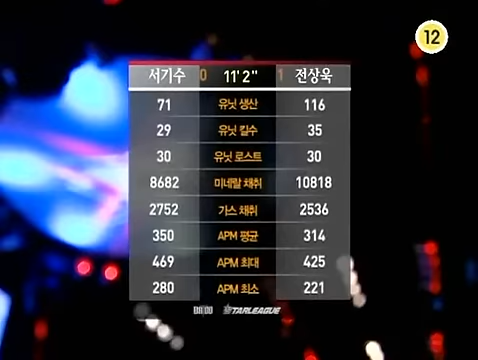 12
서기수 0 11' 2" 1 전상욱
71 유닛 생산 116
29 유닛 킬수 35
30 유닛 로스트 30
8682 미네랄 채취 10818
2752 가스 채취 2536
350 APM 평균 314
469 APM 최대 425
280 APM 최소 221
STARLEAGUE